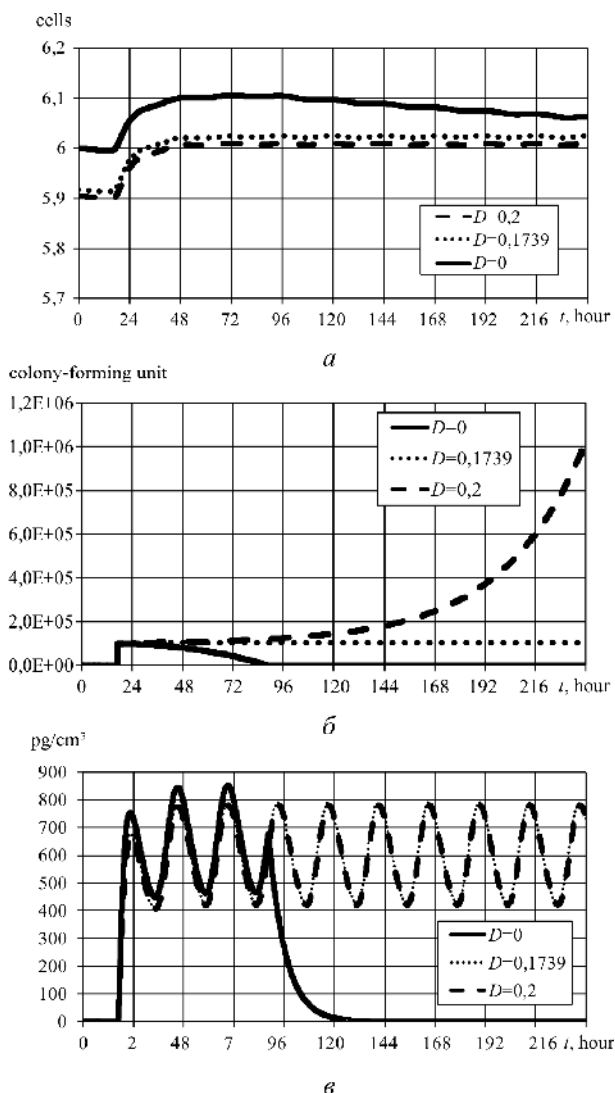 cells
6,2
6,1
6
5,9
5,8
5,7
D=0,2
D=0,1739
D=0
0 24 48 72 96 120 144 168 192 216 t, hour
а
colony-forming unit
1,2E+06
1,0E+06
8,0E+05
6,0E+05
4,0E+05
2,0E+05
0,0E+00
D=0
D=0,1739
D=0,2
0 24 48 72 96 120 144 168 192 216 t, hour
б
pg/cm³
900
800
700
600
500
400
300
200
100
0
D=0
D=0,1739
D=0,2
0 2 48 7 96 120 144 168 192 216 t, hour
в